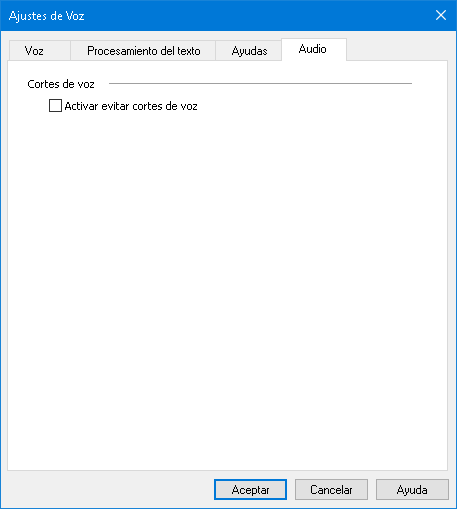 Ajustes de Voz
Voz Procesamiento del texto Ayudas Audio
Cortes de voz
Activar evitar cortes de voz
Aceptar Cancelar Ayuda